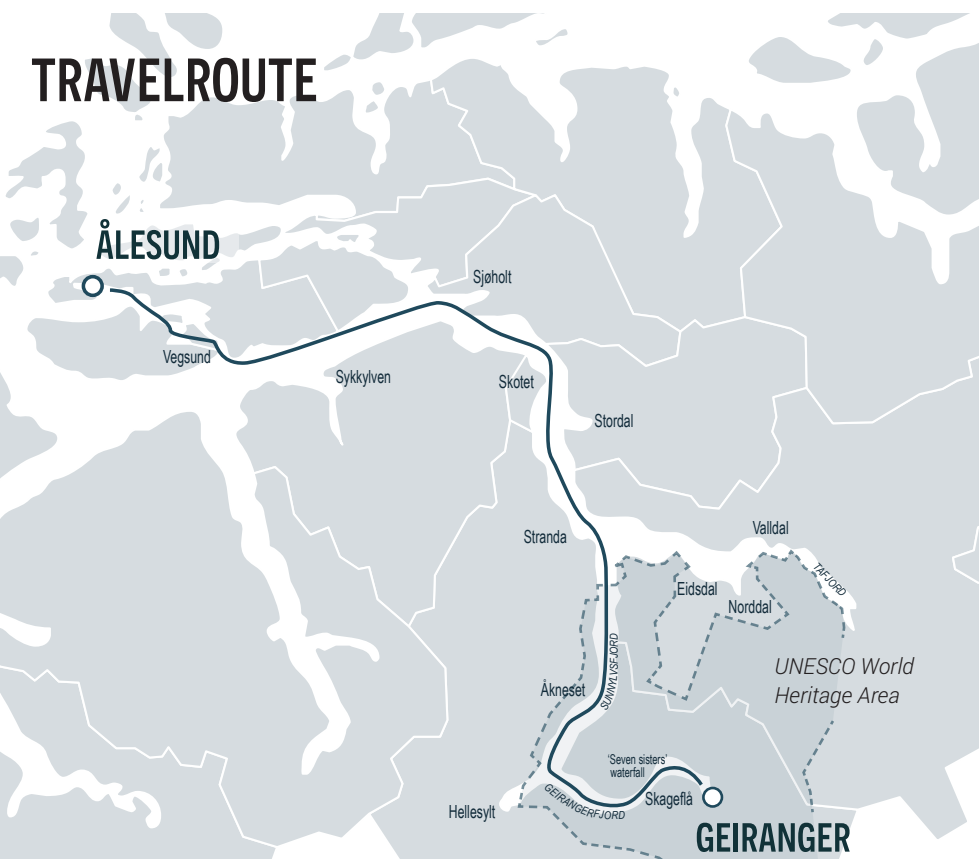 TRAVELROUTE
ÅLESUND
Sjøholt
Vegsund
Sykkylven
Skotet
Stordal
Stranda
Valldal
TAFJORD
Eidsdal
Norddal
SUNNYLVSFJORD
UNESCO World
Heritage Area
Åkneset
'Seven sisters'
waterfall
GEIRANGERFJORD
Skageflå
Hellesylt
GEIRANGER